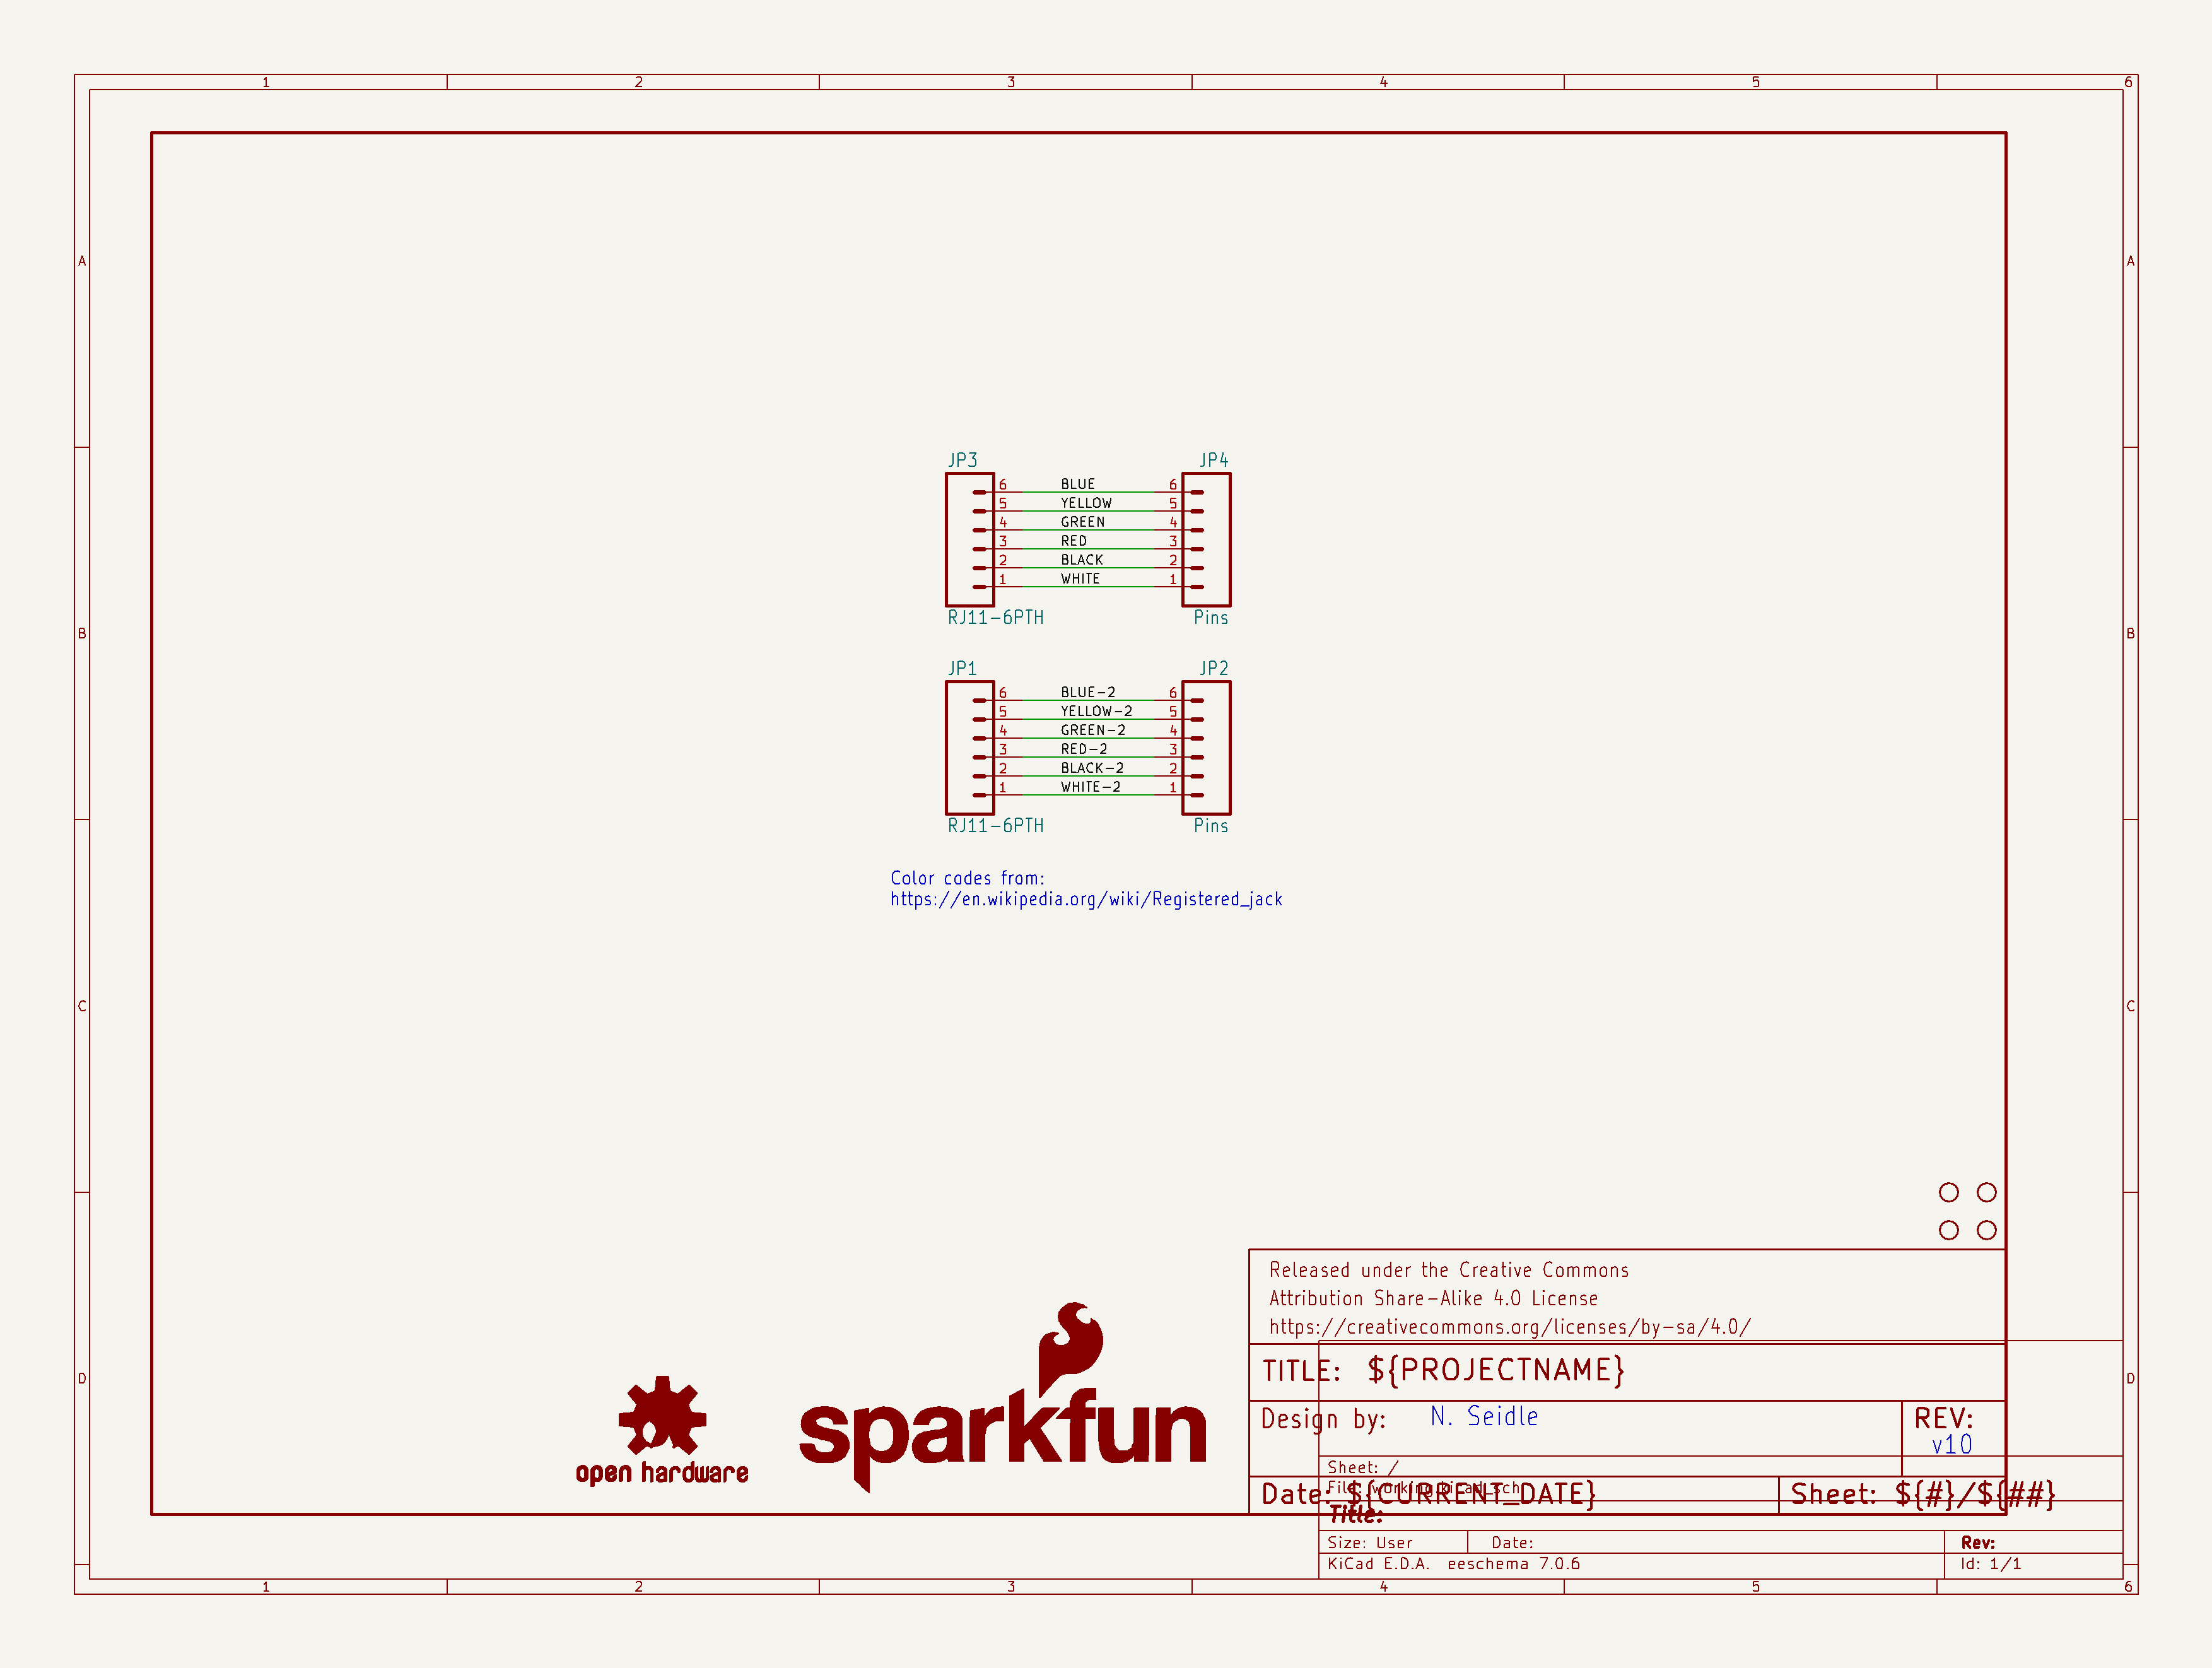 1 2 3 4 5 6
A A
JP3 JP4
6 BLUE 6
5 YELLOW 5
4 GREEN 4
3 RED 3
2 BLACK 2
1 WHITE 1
RJ11-6PTH Pins
B B
JP1 JP2
6 BLUE-2 6
5 YELLOW-2 5
4 GREEN-2 4
3 RED-2 3
2 BLACK-2 2
1 WHITE-2 1
RJ11-6PTH Pins
Color codes from:
https://en.wikipedia.org/wiki/Registered_jack
C C
Released under the Creative Commons
Attribution Share-Alike 4.0 License
https://creativecommons.org/licenses/by-sa/4.0/
TITLE: ${PROJECTNAME}
D D
Design by: N. Seidle
REV:
v10
open hardware
sparkfun
Sheet: /
File: working.kicad_sch
Date: ${CURRENT_DATE}
Sheet: ${#}/${##}
Title:
Size: User Date: Rev:
KiCad E.D.A. eeschema 7.0.6 Id: 1/1
1 2 3 4 5 6